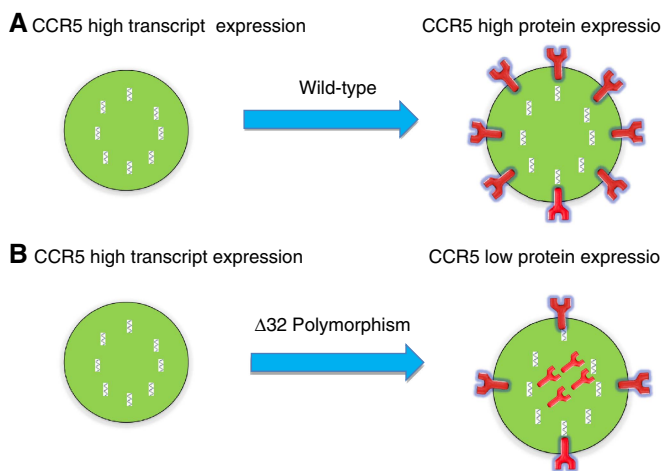 A CCR5 high transcript expression
CCR5 high protein expressio
Wild-type
B CCR5 high transcript expression
CCR5 low protein expressio
Δ32 Polymorphism